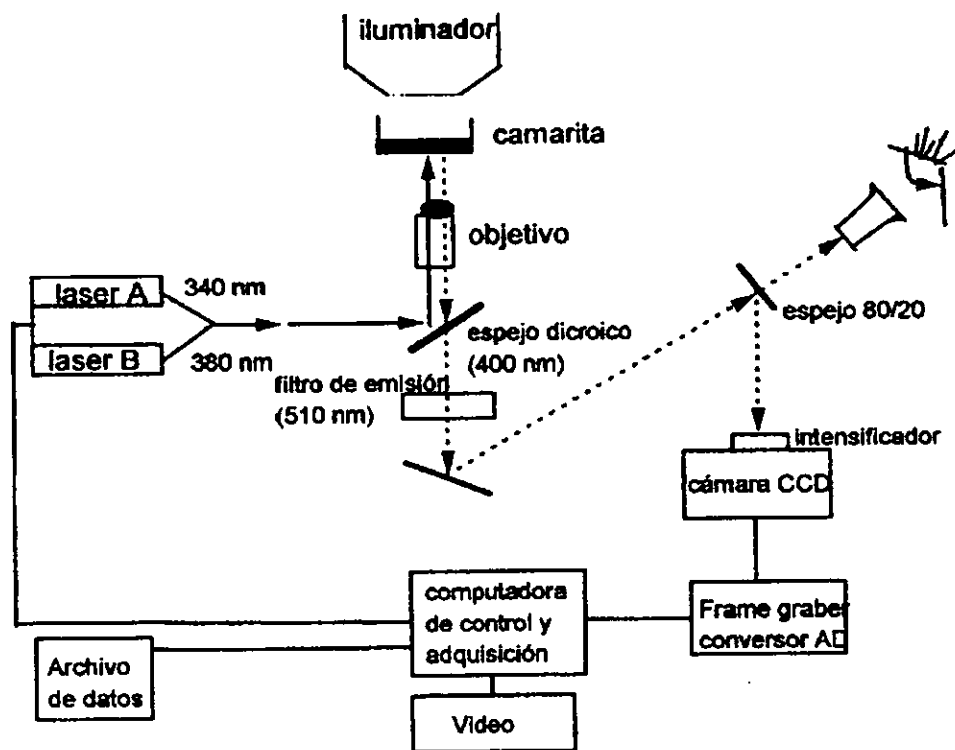 iluminador
camarita
objetivo
laser A
340 nm
laser B
380 nm
espejo dicroico
(400 nm)
espejo 80/20
filtro de emisión
(510 nm)
intensificador
cámara CCD
computadora
de control y
adquisición
Frame graber
conversor AD
Archivo
de datos
Video